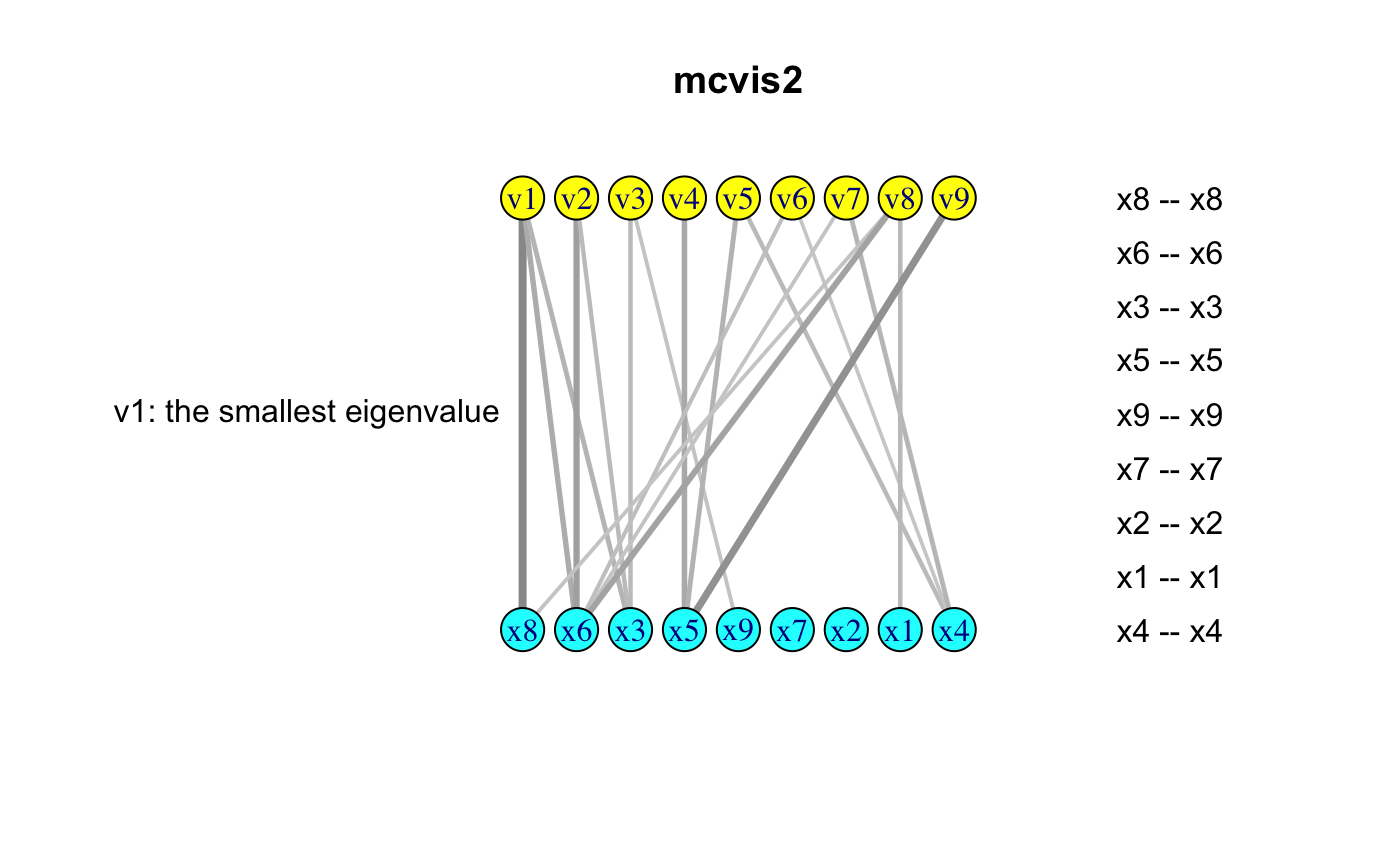 mcvis2
v1 v2 v3 v4 v5 v6 v7 v8 v9
v1: the smallest eigenvalue
x8 x6 x3 x5 x9 x7 x2 x1 x4
x8 -- x8
x6 -- x6
x3 -- x3
x5 -- x5
x9 -- x9
x7 -- x7
x2 -- x2
x1 -- x1
x4 -- x4